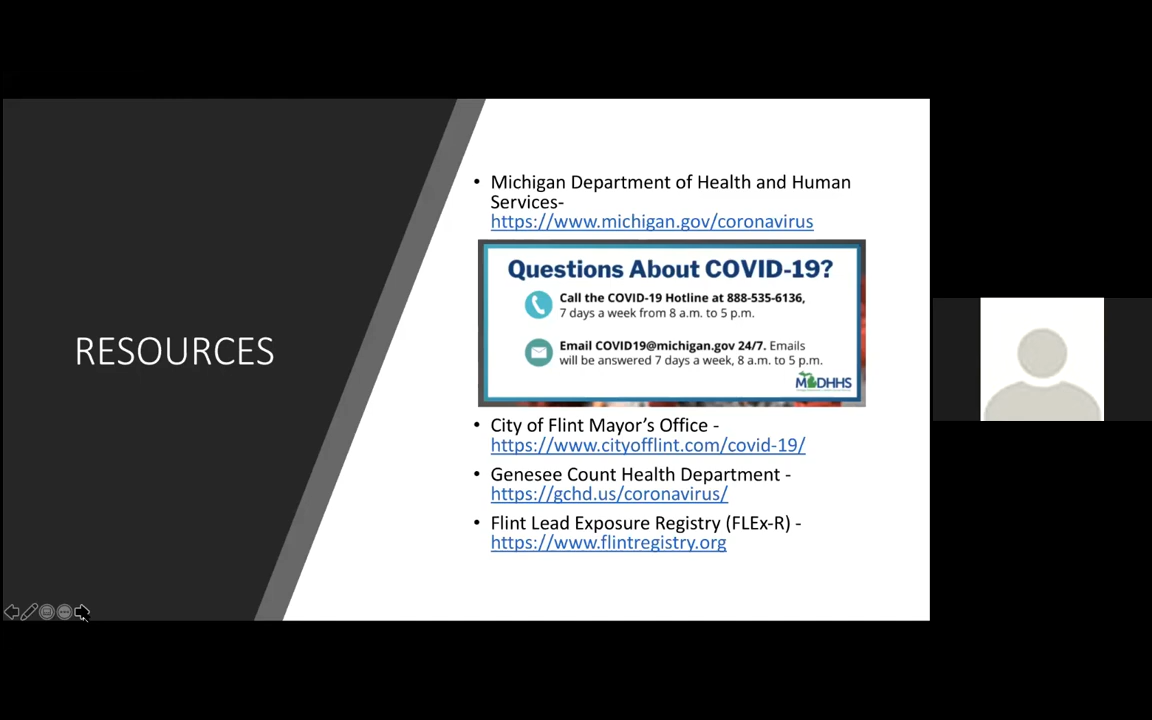 RESOURCES
• Michigan Department of Health and Human
Services-
https://www.michigan.gov/coronavirus
Questions About COVID-19?
Call the COVID-19 Hotline at 888-535-6136,
7 days a week from 8 a.m. to 5 p.m.
Email COVID19@michigan.gov 24/7. Emails
will be answered 7 days a week, 8 a.m. to 5 p.m.
MDHHS
• City of Flint Mayor’s Office -
https://www.cityofflint.com/covid-19/
• Genesee Count Health Department -
https://gchd.us/coronavirus/
• Flint Lead Exposure Registry (FLEx-R) -
https://www.flintregistry.org